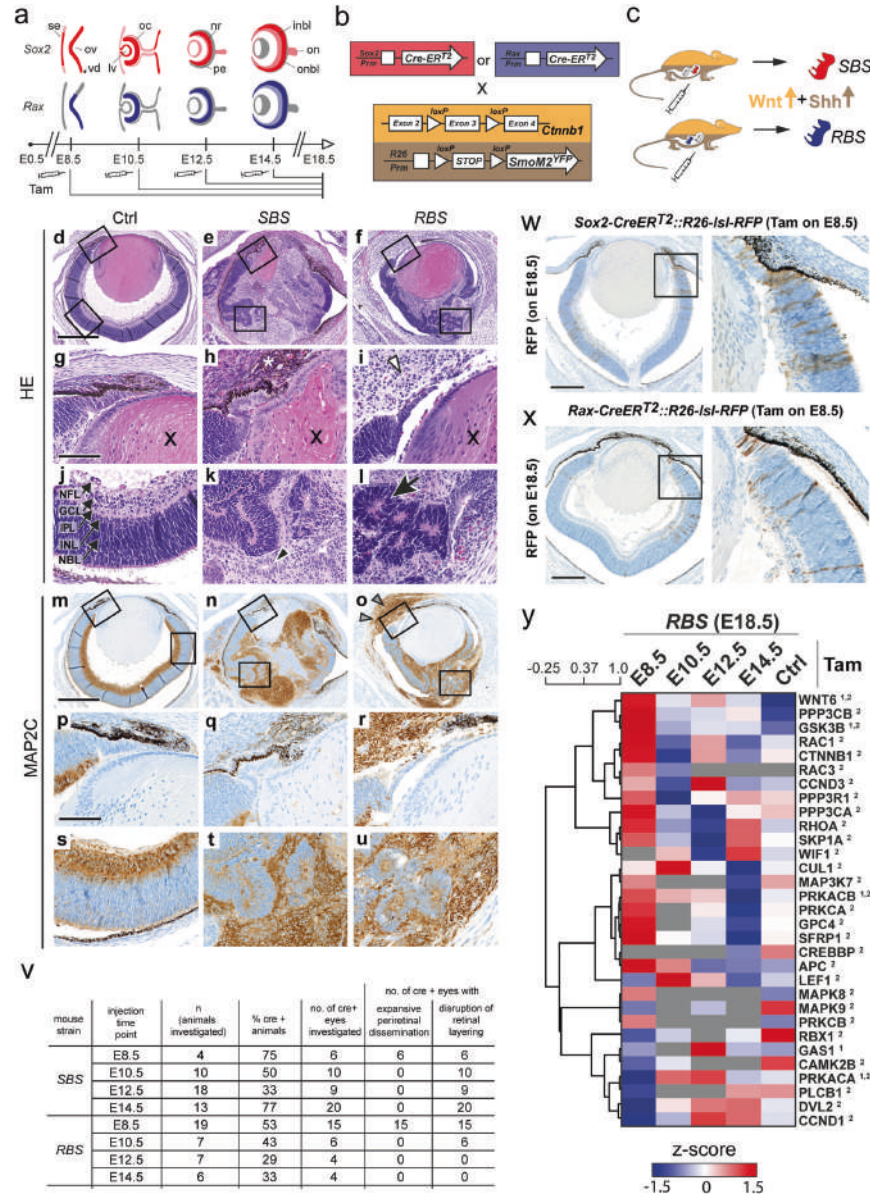 a
se
oc
nr
inbl
Sox2
ov
on
lv
vd
pe
onbl
Rax
E0.5 E8.5 E10.5 E12.5 E14.5 E18.5
Tam
b
Sox2 Prm Cre-ERT2 or Rax Prm Cre-ERT2
X
loxP loxP
Exon 2 Exon 3 Exon 4 Ctnnb1
loxP loxP
R26 Prm STOP SmoM2YFP
c
SBS
Wnt + Shh
RBS
Ctrl SBS RBS
d e f
g h i
X * X X
j k l
NFL
GCL
IPL
INL
NBL
HE
m n o
p q r
s t u
MAP2C
w
Sox2-CreERT2::R26-lsl-RFP (Tam on E8.5)
RFP (on E18.5)
x
Rax-CreERT2::R26-lsl-RFP (Tam on E8.5)
RFP (on E18.5)
v
no. of cre + eyes with
mouse strain
injection time point
n (animals investigated)
% cre + animals
no. of cre+ eyes investigated
expansive periretinal dissemination
disruption of retinal layering
SBS
E8.5 4 75 6 6 6
E10.5 10 50 10 0 10
E12.5 18 33 9 0 9
E14.5 13 77 20 0 20
RBS
E8.5 19 53 15 15 15
E10.5 7 43 6 0 6
E12.5 7 29 4 0 4
E14.5 6 33 4 0 4
y
RBS (E18.5)
-0.25 0.37 1.0
E8.5 E10.5 E12.5 E14.5 Ctrl
Tam
WNT6 1,2
PPP3CB 2
GSK3B 1,2
RAC1 2
CTNNB1 2
RAC3 2
CCND3 2
PPP3R1 2
PPP3CA 2
RHOA 2
SKP1A 2
WIF1 2
CUL1 2
MAP3K7 2
PRKACB 1,2
PRKCA 2
GPC4 2
SFRP1 2
CREBBP 2
APC 2
LEF1 2
MAPK8 2
MAPK9 2
PRKCB 2
RBX1 2
GAS1 1
CAMK2B 2
PRKACA 1,2
PLCB1 2
DVL2 2
CCND1 2
z-score
-1.5 0 1.5